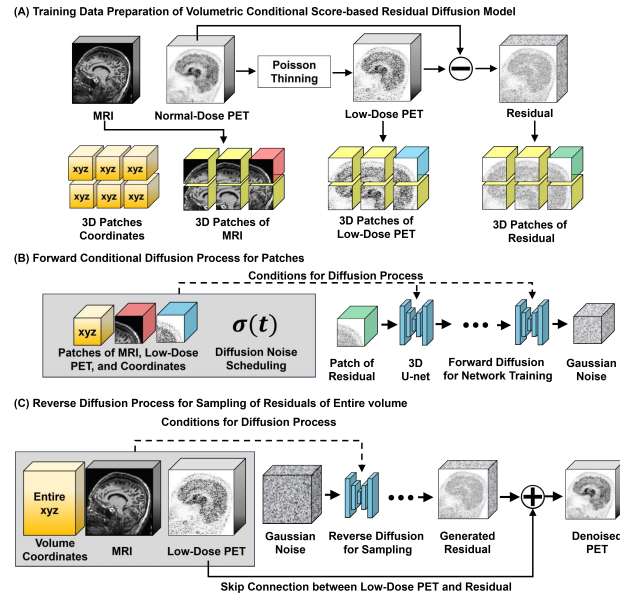 (A) Training Data Preparation of Volumetric Conditional Score-based Residual Diffusion Model
Poisson
Thinning
MRI
Normal-Dose PET
Low-Dose PET
Residual
xyz xyz xyz
xyz xyz xyz
3D Patches
Coordinates
3D Patches of
MRI
3D Patches of
Low-Dose PET
3D Patches of
Residual
(B) Forward Conditional Diffusion Process for Patches
Conditions for Diffusion Process
xyz
σ(t)
Patches of MRI, Low-Dose
PET, and Coordinates
Diffusion Noise
Scheduling
Patch of
Residual
3D
U-net
Forward Diffusion
for Network Training
Gaussian
Noise
(C) Reverse Diffusion Process for Sampling of Residuals of Entire volume
Conditions for Diffusion Process
Entire
xyz
Volume
Coordinates
MRI
Low-Dose PET
Gaussian
Noise
Reverse Diffusion
for Sampling
Generated
Residual
Denoised
PET
Skip Connection between Low-Dose PET and Residual